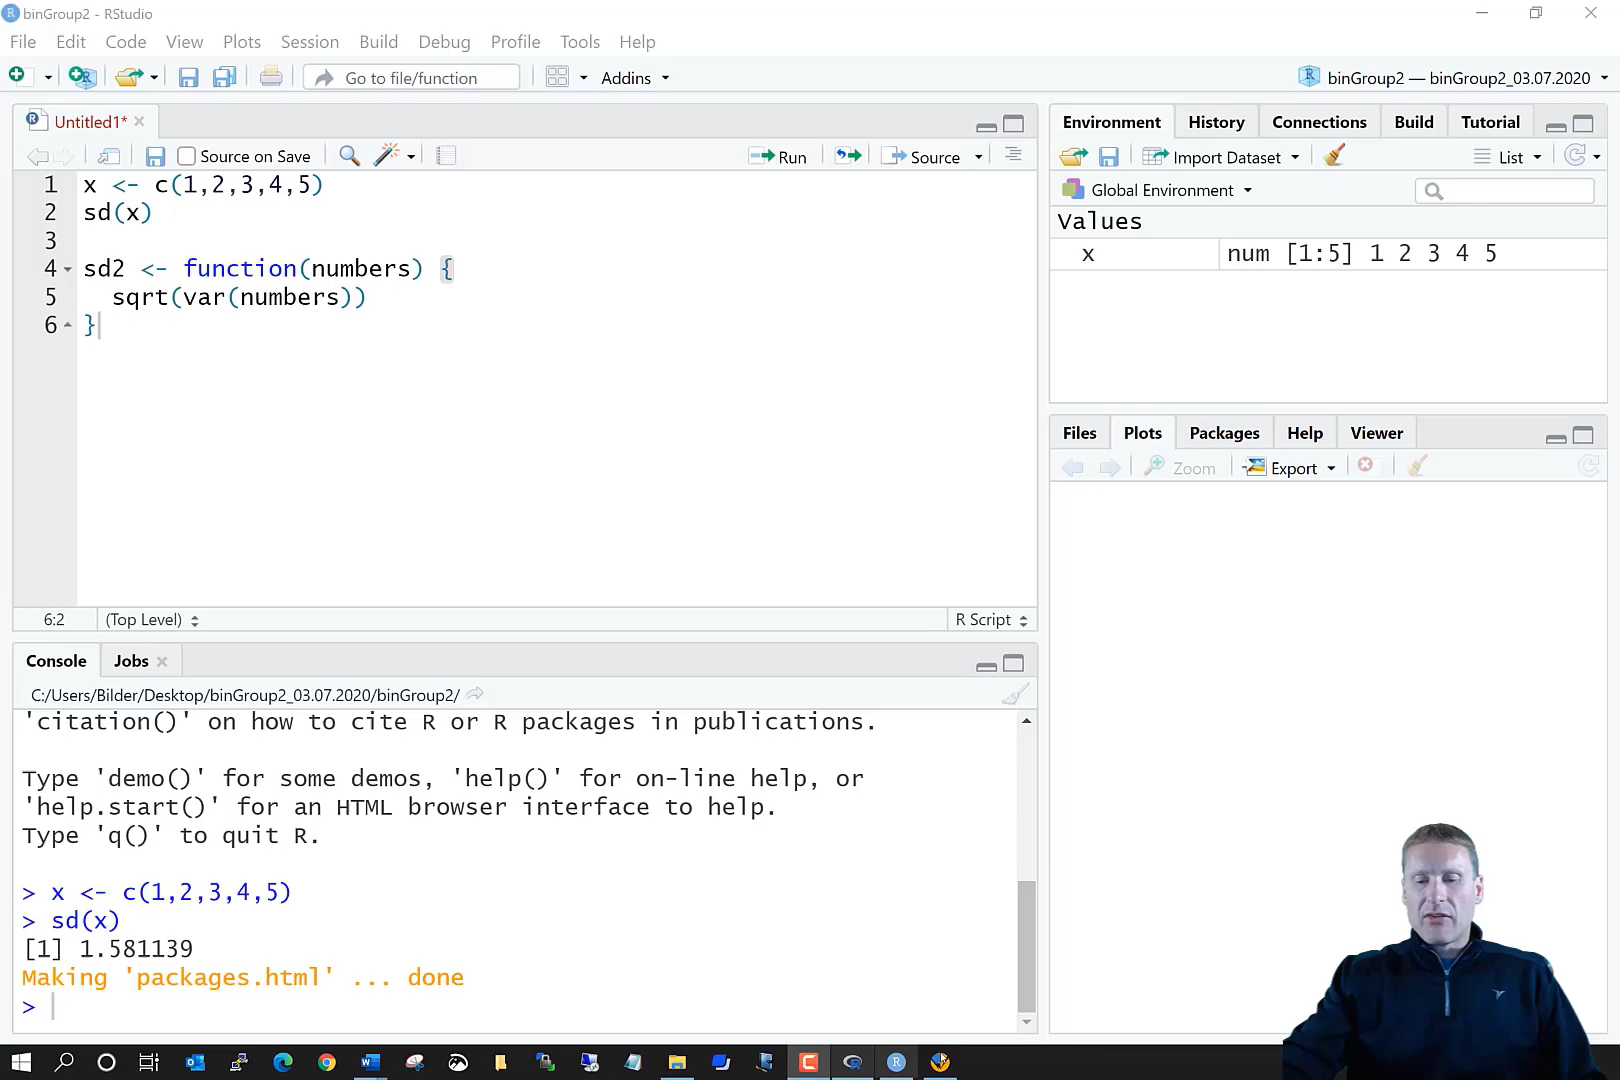 binGroup2 - RStudio
File Edit Code View Plots Session Build Debug Profile Tools Help
Go to file/function Addins binGroup2 — binGroup2_03.07.2020
Untitled1*
Source on Save Run Source
1 x <- c(1,2,3,4,5)
2 sd(x)
3
4 sd2 <- function(numbers) {
5 sqrt(var(numbers))
6 }
6:2 (Top Level) R Script
Console Jobs
C:/Users/Bilder/Desktop/binGroup2_03.07.2020/binGroup2/
'citation()' on how to cite R or R packages in publications.
Type 'demo()' for some demos, 'help()' for on-line help, or
'help.start()' for an HTML browser interface to help.
Type 'q()' to quit R.
> x <- c(1,2,3,4,5)
> sd(x)
[1] 1.581139
Making 'packages.html' ... done
>
Environment History Connections Build Tutorial
Import Dataset List
Global Environment
Values
x num [1:5] 1 2 3 4 5
Files Plots Packages Help Viewer
Zoom Export